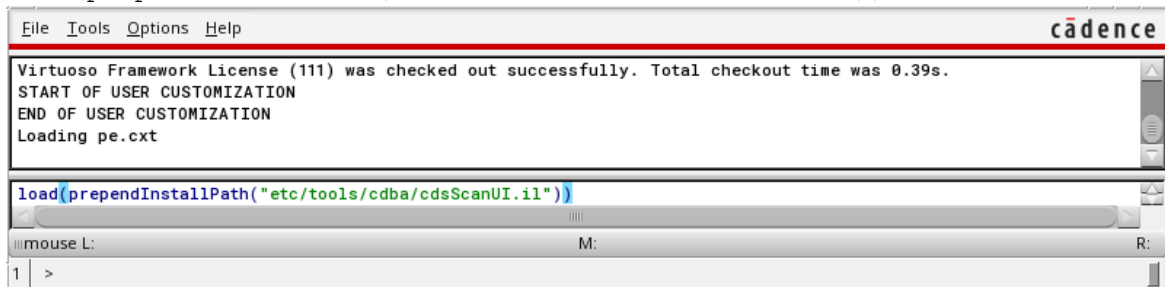 File Tools Options Help cādence
Virtuoso Framework License (111) was checked out successfully. Total checkout time was 0.39s.
START OF USER CUSTOMIZATION
END OF USER CUSTOMIZATION
Loading pe.cxt
load(prependInstallPath("etc/tools/cdba/cdsScanUI.il"))
mouse L: M: R:
1 >